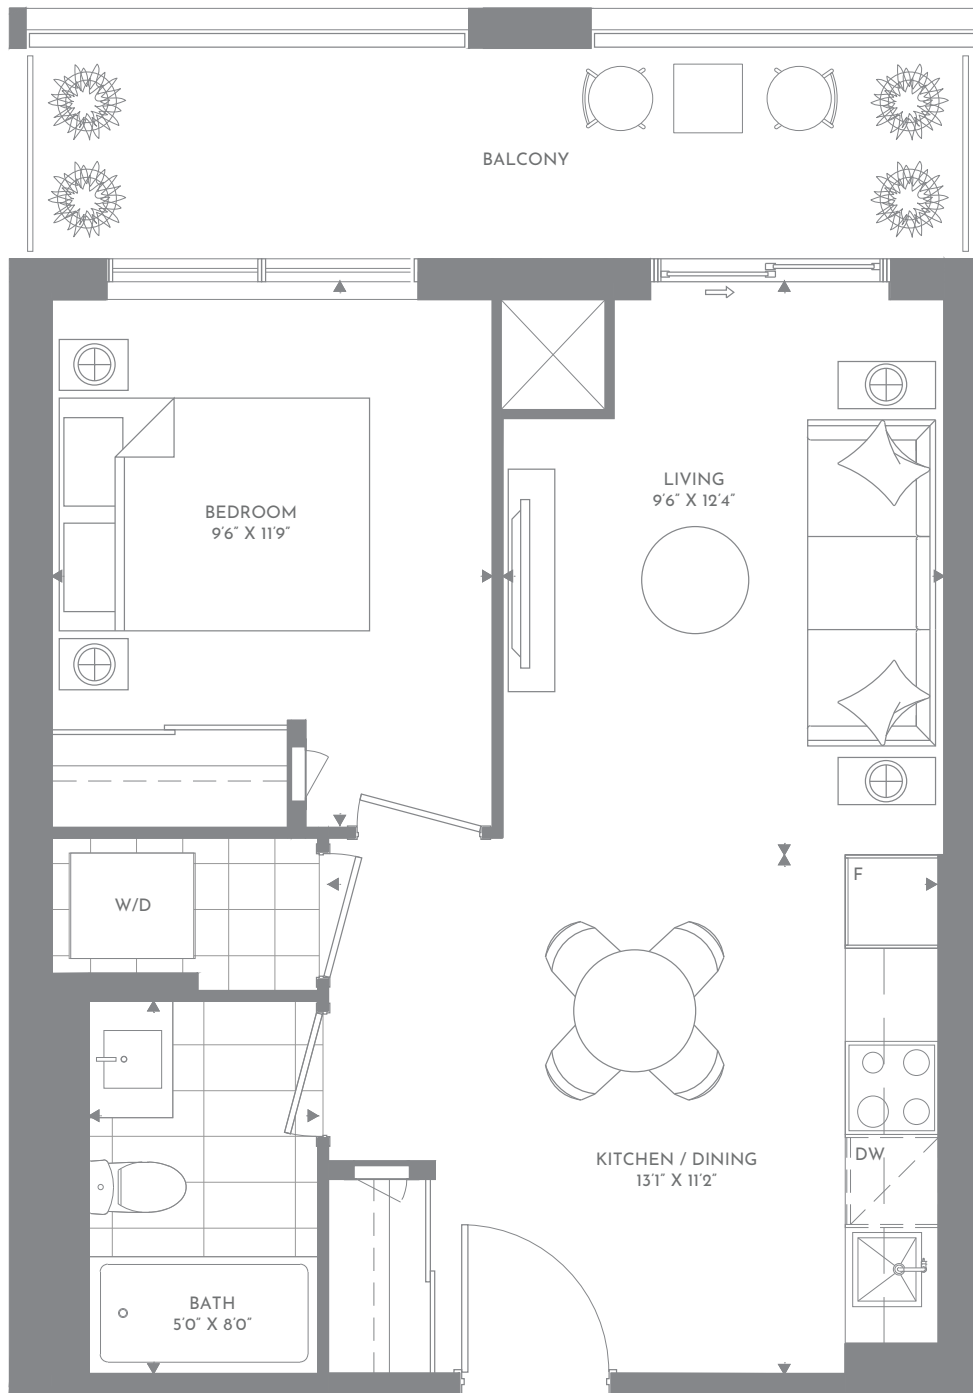 BALCONY
LIVING
9'6" X 12'4"
BEDROOM
9'6" X 11'9"
F
W/D
DW
KITCHEN / DINING
13'1" X 11'2"
BATH
5'0" X 8'0"